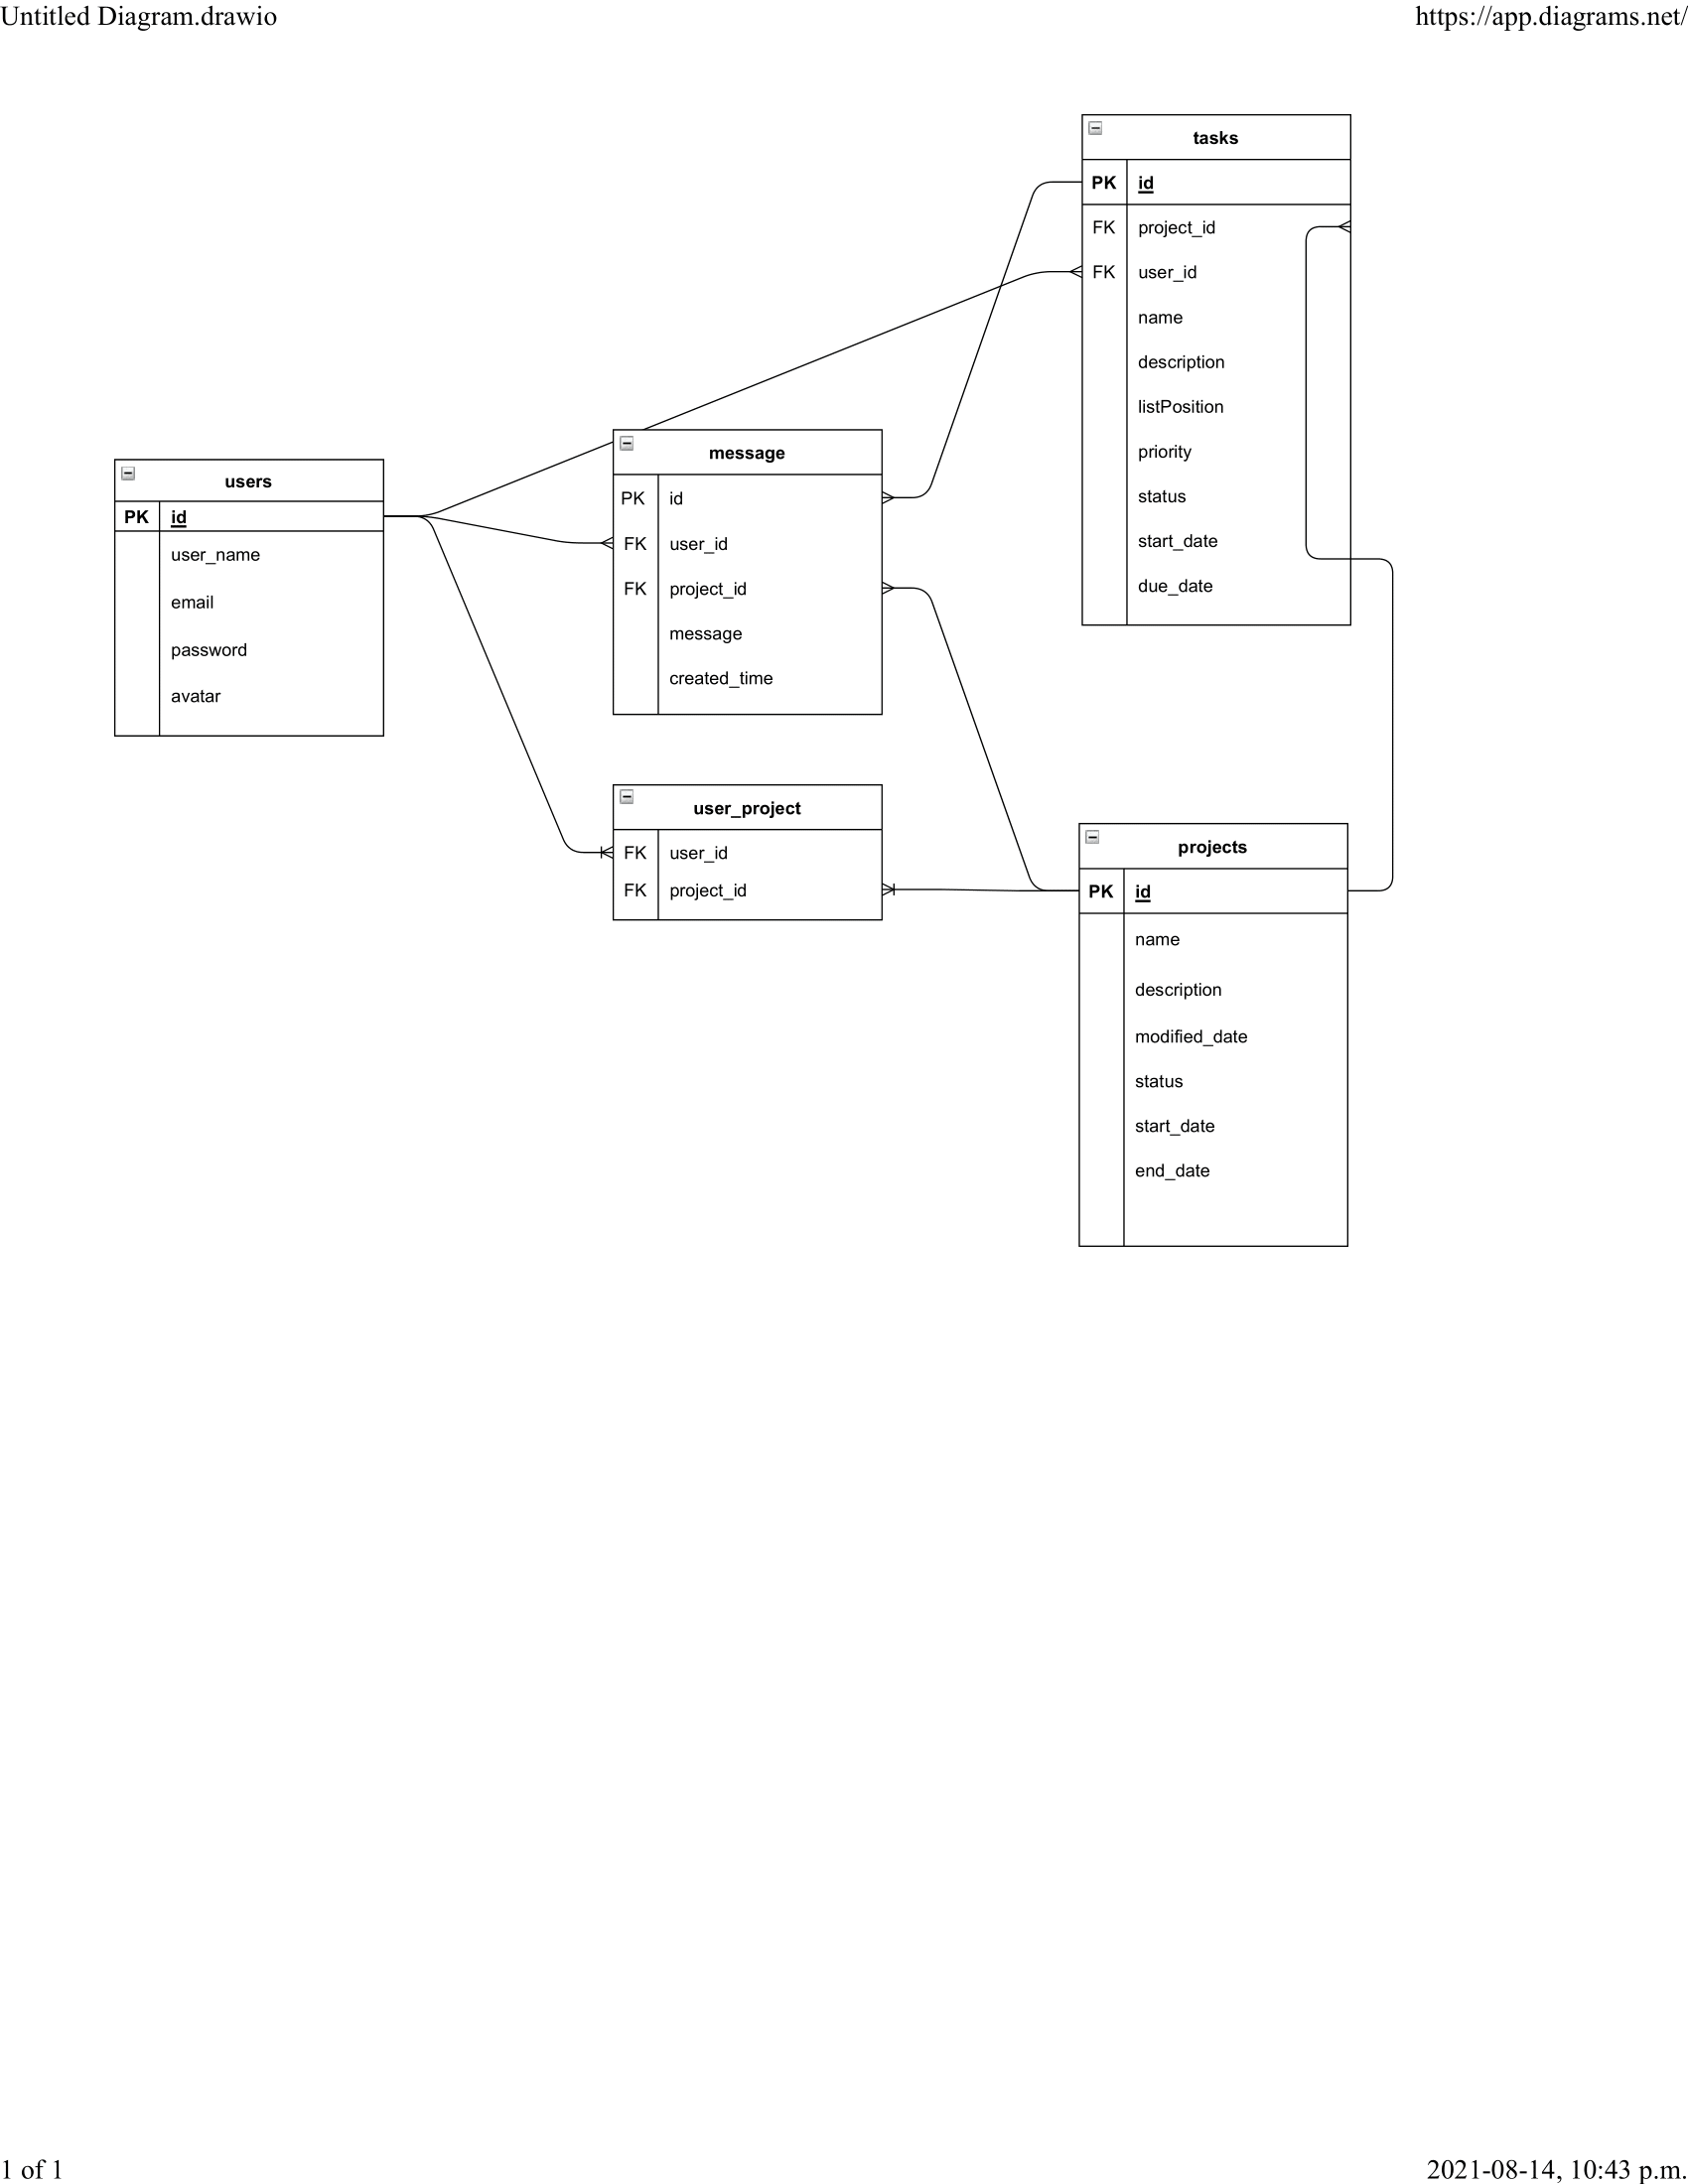 Untitled Diagram.drawio
https://app.diagrams.net/
tasks
PK id
FK project_id
FK user_id
name
description
listPosition
priority
status
start_date
due_date
message
PK id
FK user_id
FK project_id
message
created_time
users
PK id
user_name
email
password
avatar
user_project
FK user_id
FK project_id
projects
PK id
name
description
modified_date
status
start_date
end_date
1 of 1
2021-08-14, 10:43 p.m.